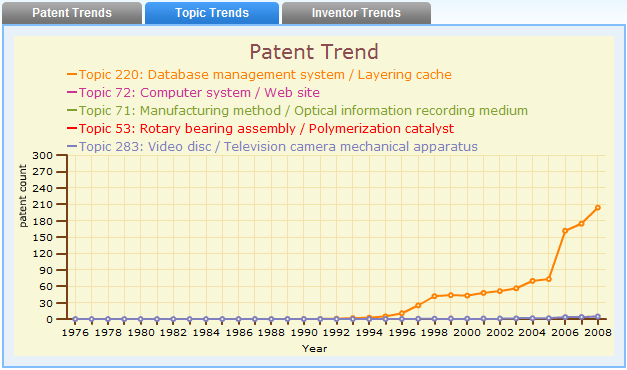 Patent Trends Topic Trends Inventor Trends
Patent Trend
Topic 220: Database management system / Layering cache
Topic 72: Computer system / Web site
Topic 71: Manufacturing method / Optical information recording medium
Topic 53: Rotary bearing assembly / Polymerization catalyst
Topic 283: Video disc / Television camera mechanical apparatus
patent count
300
270
240
210
180
150
120
90
60
30
0
1976 1978 1980 1982 1984 1986 1988 1990 1992 1994 1996 1998 2000 2002 2004 2006 2008
Year